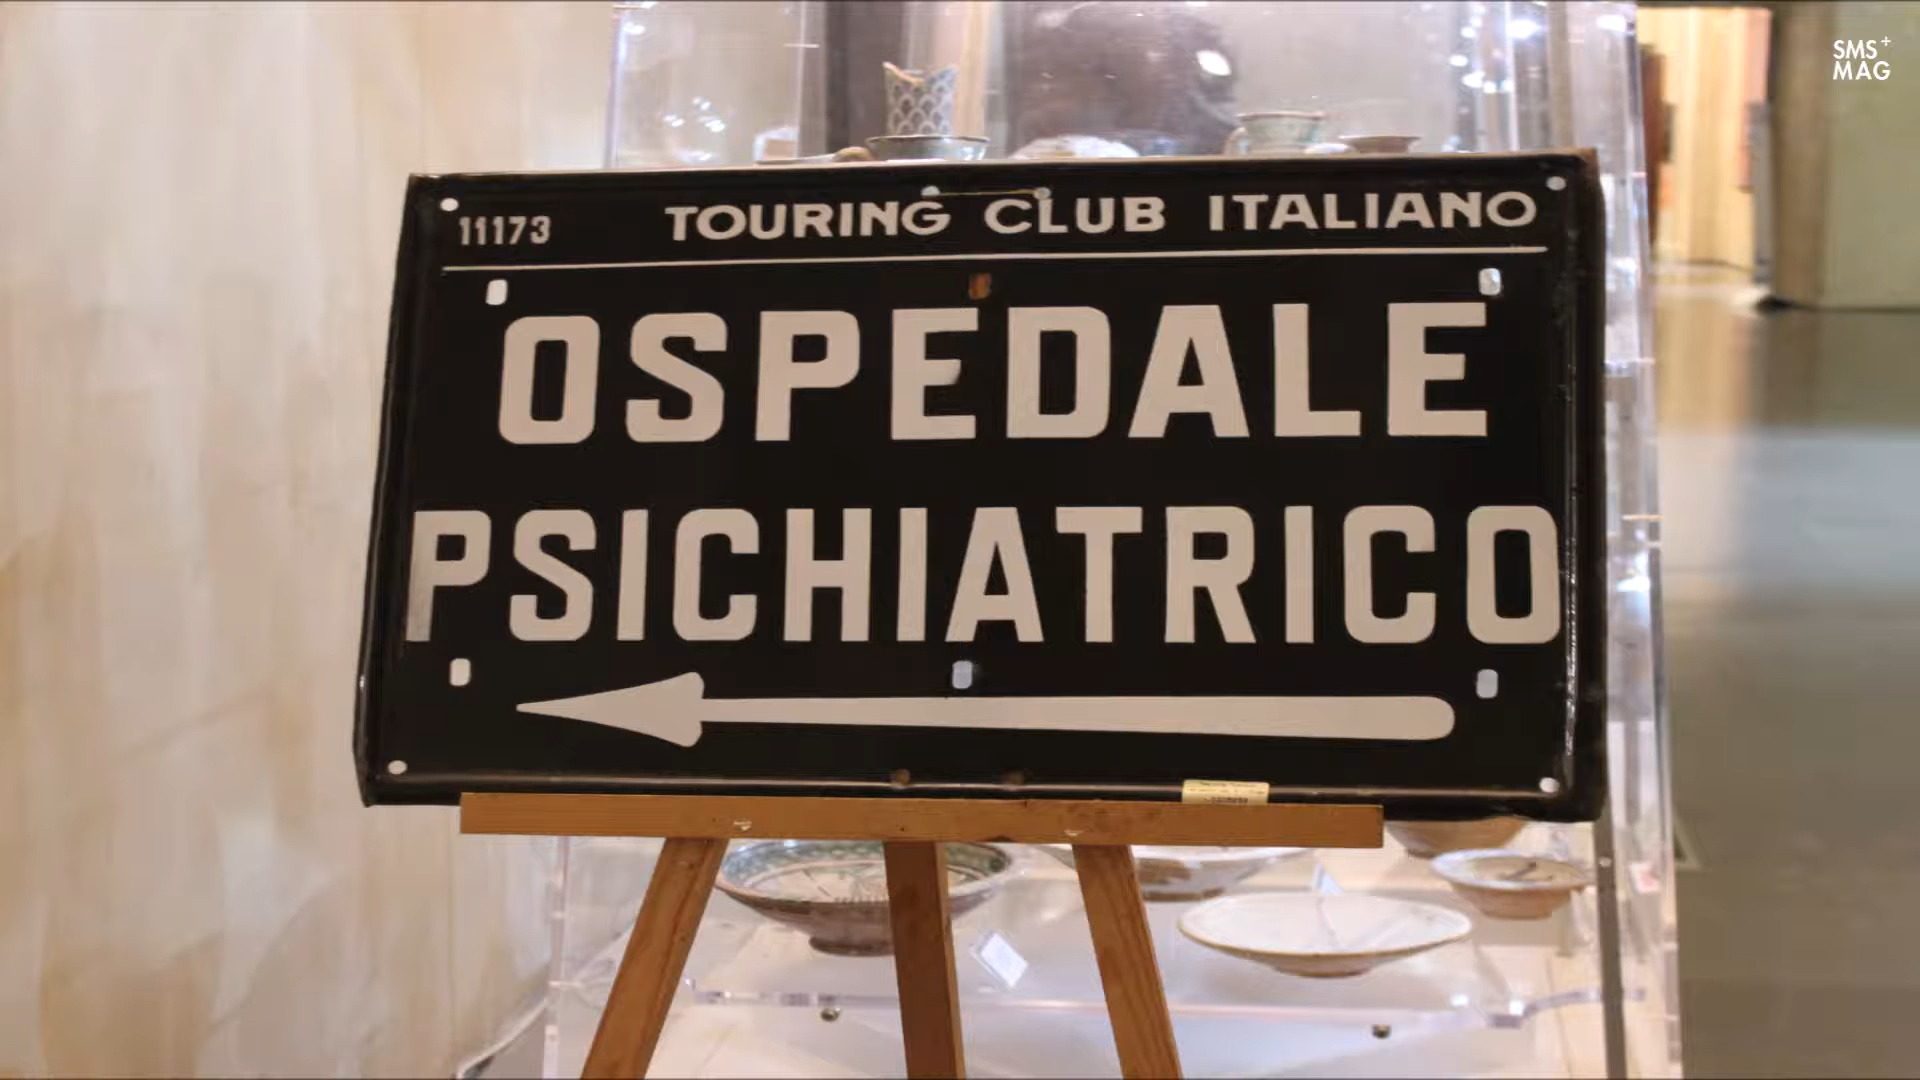 SMS+
MAG
11173 TOURING CLUB ITALIANO
OSPEDALE
PSICHIATRICO